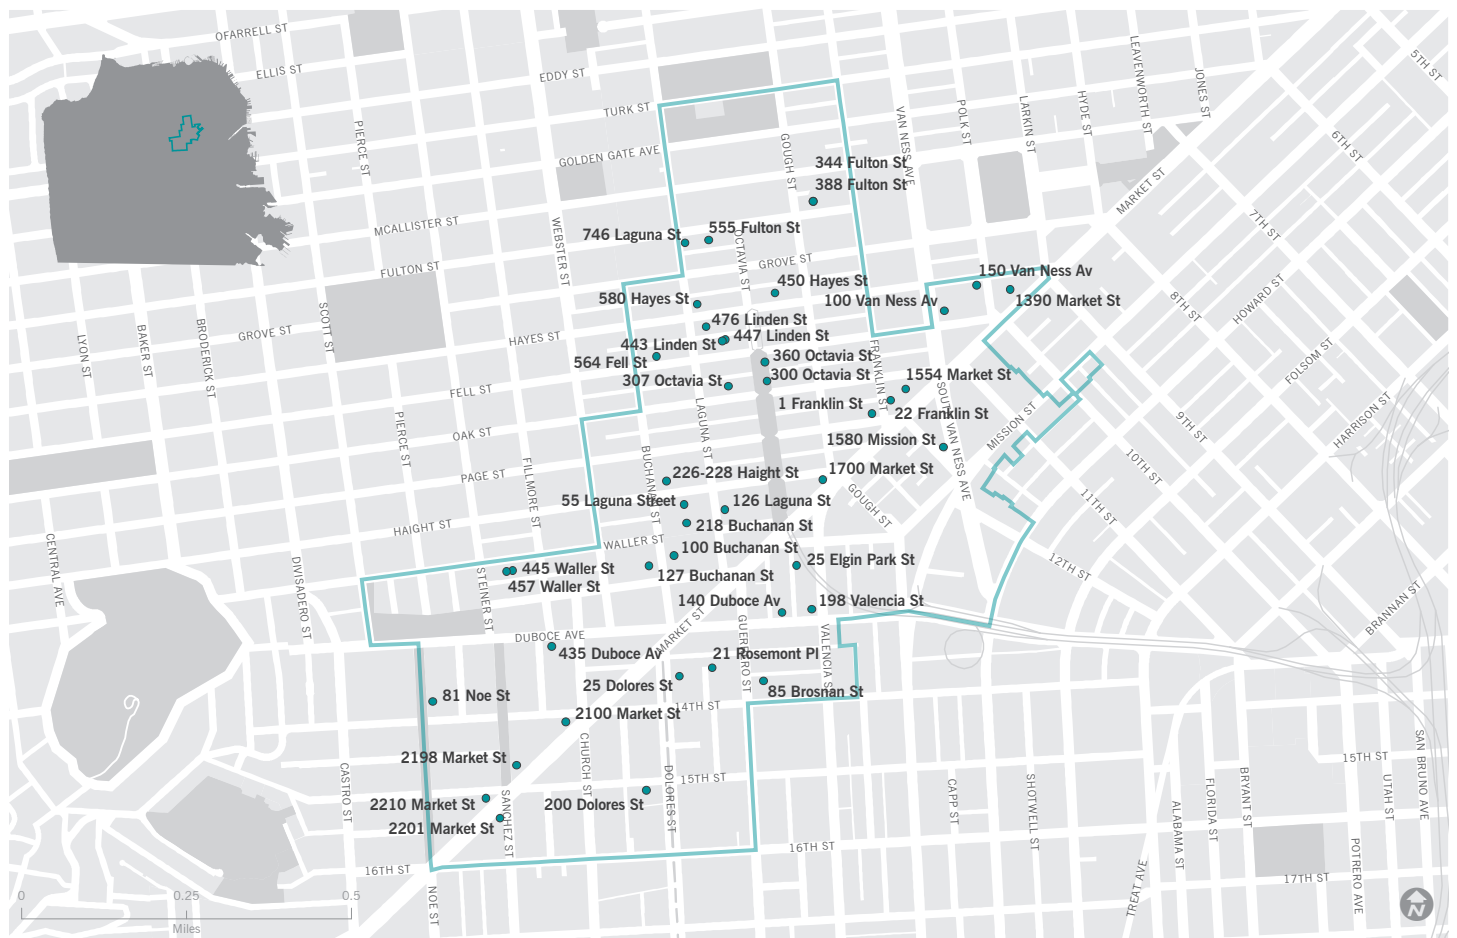 OFARRELL ST
ELLIS ST
EDDY ST
TURK ST
GOLDEN GATE AVE
MCALLISTER ST
FULTON ST
GROVE ST
GROVE ST
HAYES ST
FELL ST
OAK ST
PAGE ST
HAIGHT ST
WALLER ST
DUBOCE AVE
14TH ST
15TH ST
15TH ST
16TH ST
16TH ST
17TH ST
PIERCE ST
PIERCE ST
WEBSTER ST
SCOTT ST
LYON ST
BAKER ST
BRODERICK ST
FILLMORE ST
BUCHANAN ST
LAGUNA ST
OCTAVIA ST
GOUGH ST
GOUGH ST
VAN NESS AVE
POLK ST
LARKIN ST
HYDE ST
LEAVENWORTH ST
JONES ST
5TH ST
6TH ST
7TH ST
8TH ST
9TH ST
10TH ST
11TH ST
12TH ST
MARKET ST
MARKET ST
MISSION ST
HOWARD ST
FOLSOM ST
HARRISON ST
BRANNAN ST
FRANKLIN ST
SOUTH VAN NESS AVE
CENTRAL AVE
DIVISADERO ST
STEINER ST
CASTRO ST
NOE ST
SANCHEZ ST
CHURCH ST
DOLORES ST
GUERRERO ST
VALENCIA ST
CAPP ST
SHOTWELL ST
TREAT AVE
ALABAMA ST
FLORIDA ST
BRYANT ST
POTRERO AVE
UTAH ST
SAN BRUNO AVE
344 Fulton St
388 Fulton St
746 Laguna St
555 Fulton St
450 Hayes St
580 Hayes St
150 Van Ness Av
100 Van Ness Av
1390 Market St
476 Linden St
447 Linden St
443 Linden St
564 Fell St
360 Octavia St
300 Octavia St
307 Octavia St
1554 Market St
1 Franklin St
22 Franklin St
1580 Mission St
226-228 Haight St
1700 Market St
55 Laguna Street
126 Laguna St
218 Buchanan St
100 Buchanan St
127 Buchanan St
25 Elgin Park St
445 Waller St
457 Waller St
140 Duboce Av
198 Valencia St
435 Duboce Av
21 Rosemont Pl
25 Dolores St
85 Brosnan St
81 Noe St
2100 Market St
2198 Market St
2210 Market St
2201 Market St
200 Dolores St
0 0.25 0.5
Miles
N